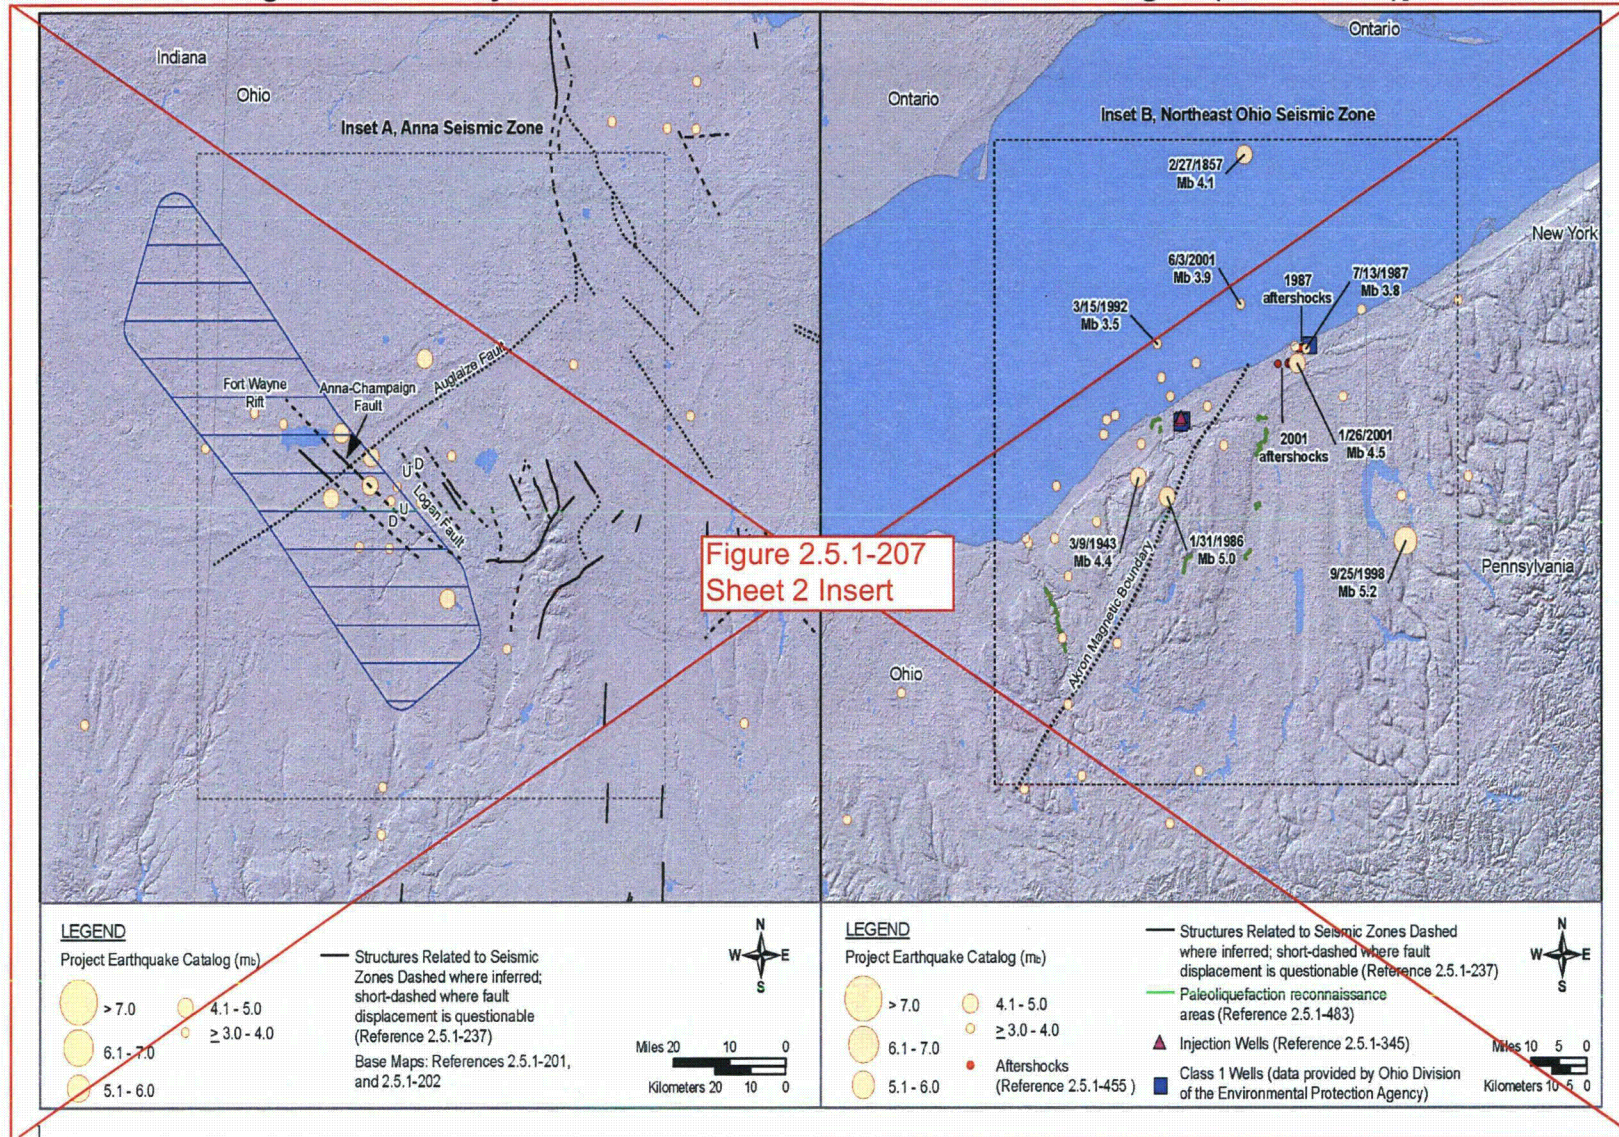 Indiana
Ohio
Inset A, Anna Seismic Zone
Fort Wayne
Rift
Anna-Champaign
Fault
Auglaize Fault
U
D
Logan Fault
U
D
Ontario
Ontario
Inset B, Northeast Ohio Seismic Zone
2/27/1857
Mb 4.1
New York
6/3/2001
Mb 3.9
1987
aftershocks
7/13/1987
Mb 3.8
3/15/1992
Mb 3.5
2001
aftershocks
1/26/2001
Mb 4.5
3/9/1943
Mb 4.4
1/31/1986
Mb 5.0
9/25/1998
Mb 5.2
Pennsylvania
Akron Magnetic Boundary
Ohio
Figure 2.5.1-207
Sheet 2 Insert
LEGEND
Project Earthquake Catalog (mb)
> 7.0
6.1 - 7.0
5.1 - 6.0
4.1 - 5.0
≥ 3.0 - 4.0
Structures Related to Seismic
Zones Dashed where inferred;
short-dashed where fault
displacement is questionable
(Reference 2.5.1-237)
Base Maps: References 2.5.1-201,
and 2.5.1-202
N
W E
S
Miles 20 10 0
Kilometers 20 10 0
LEGEND
Project Earthquake Catalog (mb)
> 7.0
6.1 - 7.0
5.1 - 6.0
4.1 - 5.0
≥ 3.0 - 4.0
Aftershocks
(Reference 2.5.1-455 )
Structures Related to Seismic Zones Dashed
where inferred; short-dashed where fault
displacement is questionable (Reference 2.5.1-237)
Paleoliquefaction reconnaissance
areas (Reference 2.5.1-483)
Injection Wells (Reference 2.5.1-345)
Class 1 Wells (data provided by Ohio Division
of the Environmental Protection Agency)
N
W E
S
Miles 10 5 0
Kilometers 10 5 0